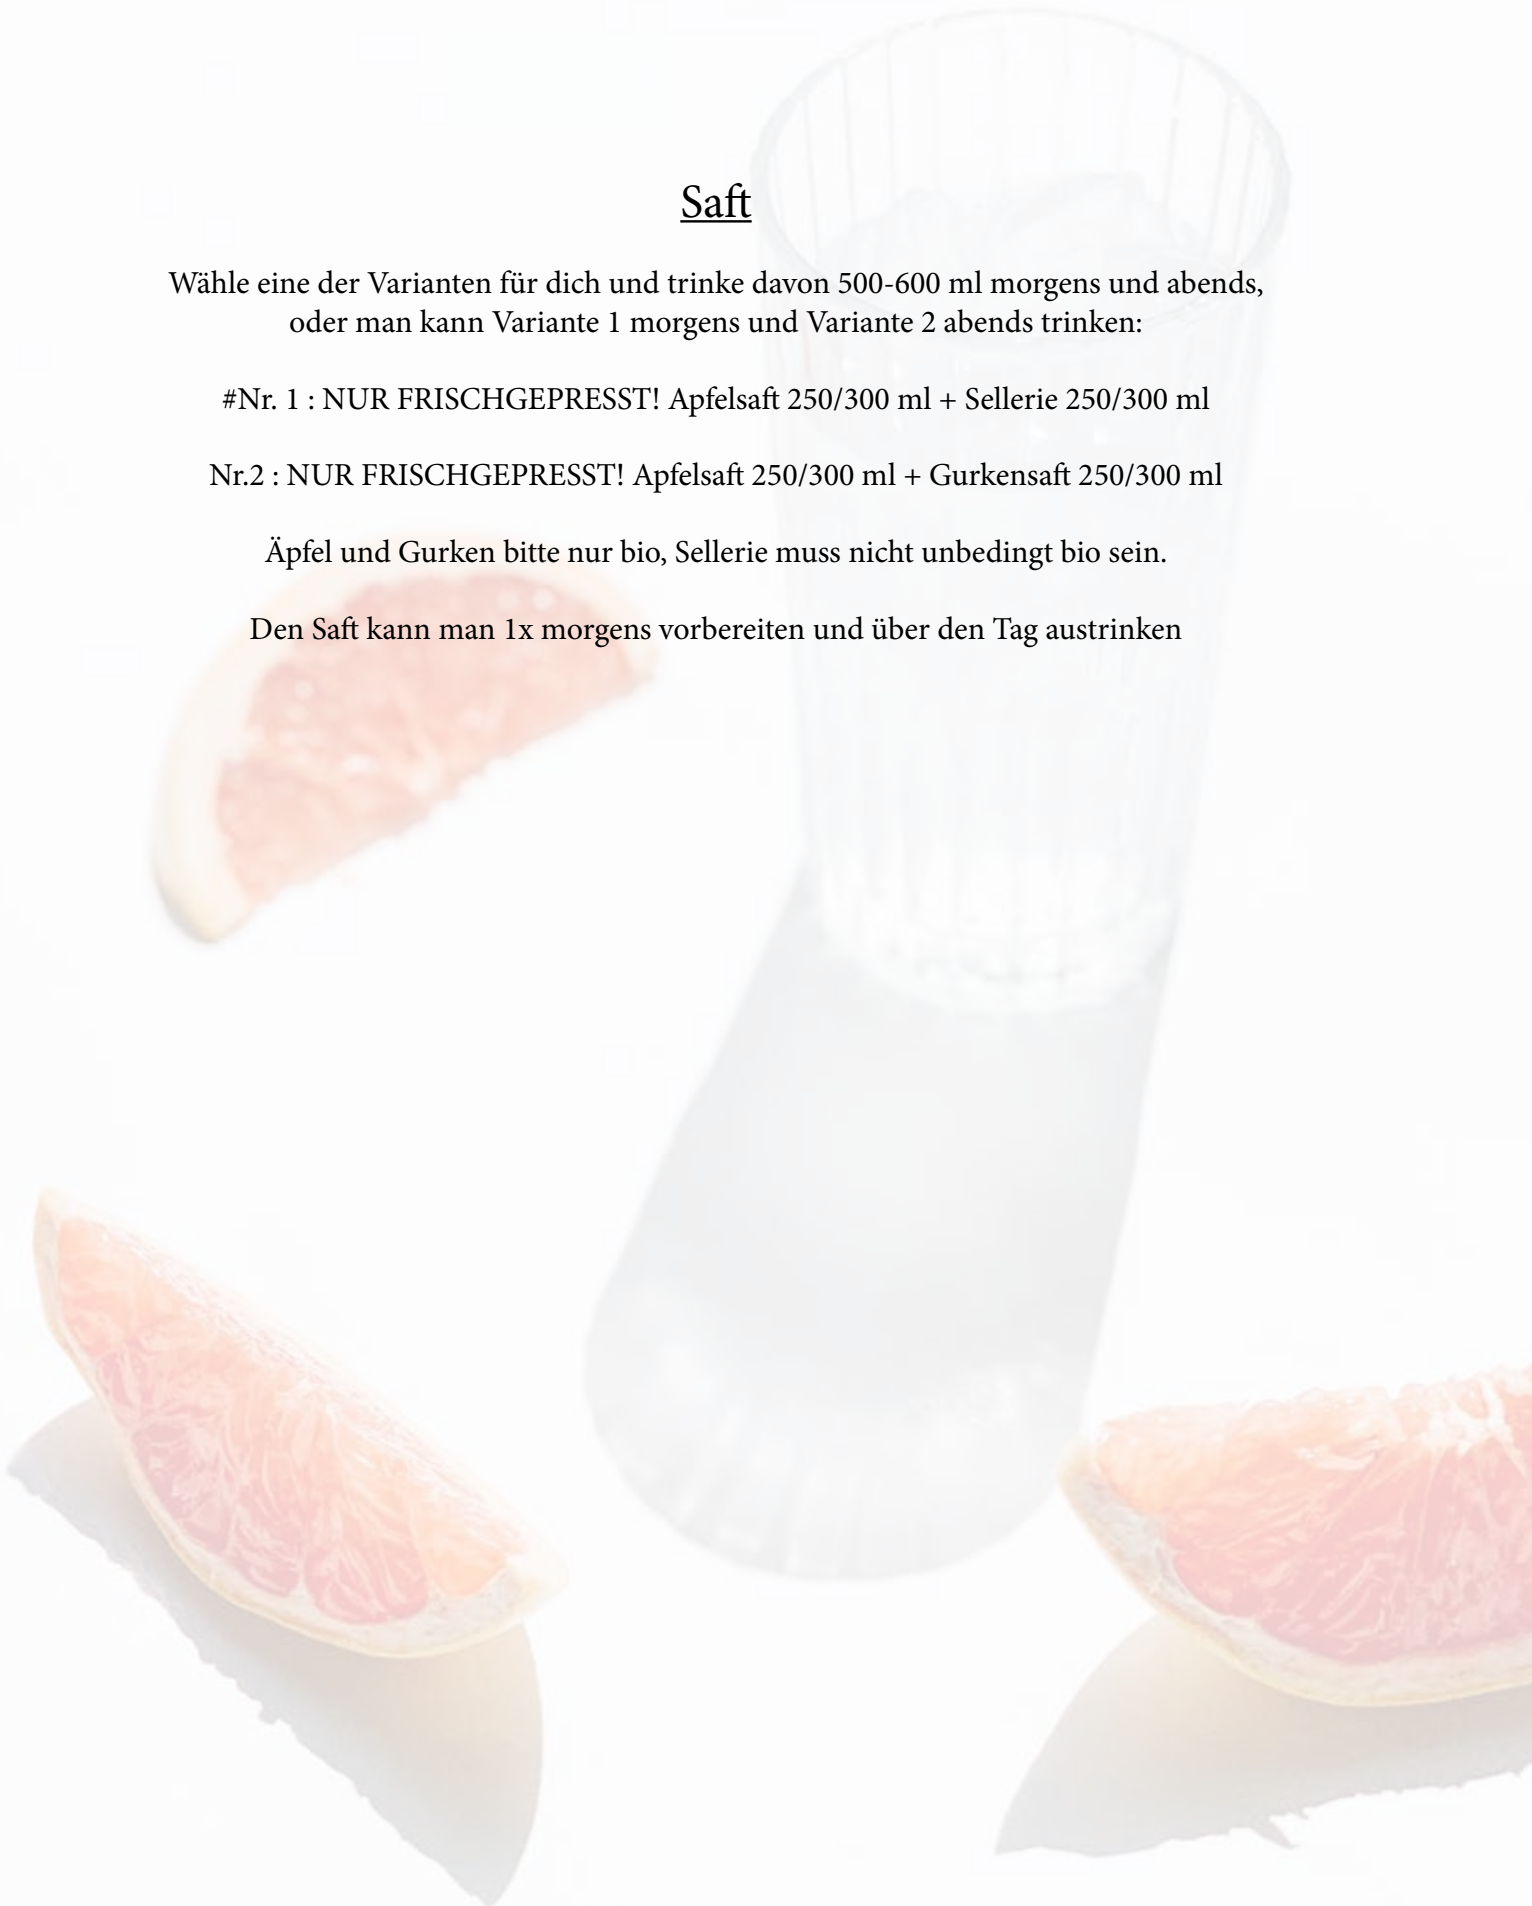 Saft
Wähle eine der Varianten für dich und trinke davon 500-600 ml morgens und abends,
oder man kann Variante 1 morgens und Variante 2 abends trinken:
#Nr. 1 : NUR FRISCHGEPRESST! Apfelsaft 250/300 ml + Sellerie 250/300 ml
Nr.2 : NUR FRISCHGEPRESST! Apfelsaft 250/300 ml + Gurkensaft 250/300 ml
Äpfel und Gurken bitte nur bio, Sellerie muss nicht unbedingt bio sein.
Den Saft kann man 1x morgens vorbereiten und über den Tag austrinken